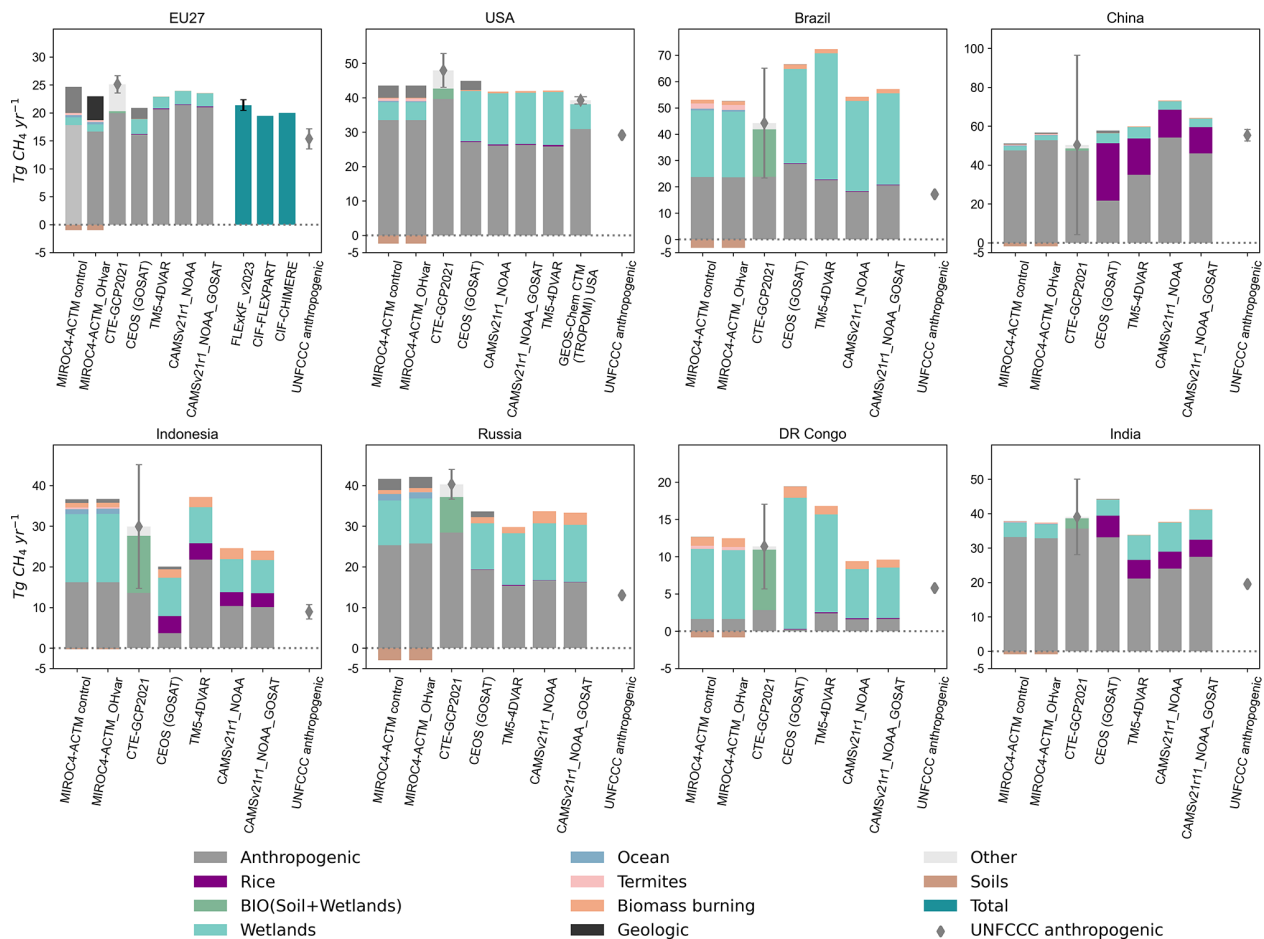 EU27
Tg CH4 yr−1
30
25
20
15
10
5
0
-5
MIROC4-ACTM control
MIROC4-ACTM_OHvar
CTE-GCP2021
CEOS (GOSAT)
TM5-4DVAR
CAMSv21r1_NOAA
CAMSv21r1_NOAA_GOSAT
FLExKF_v2023
CIF-FLEXPART
CIF-CHIMERE
UNFCCC anthropogenic
USA
50
40
30
20
10
0
-5
MIROC4-ACTM control
MIROC4-ACTM_OHvar
CTE-GCP2021
CEOS (GOSAT)
CAMSv21r1_NOAA
CAMSv21r1_NOAA_GOSAT
TM5-4DVAR
GEOS-Chem CTM
(TROPOMI) USA
UNFCCC anthropogenic
Brazil
70
60
50
40
30
20
10
0
-5
MIROC4-ACTM control
MIROC4-ACTM_OHvar
CTE-GCP2021
CEOS (GOSAT)
TM5-4DVAR
CAMSv21r1_NOAA
CAMSv21r1_NOAA_GOSAT
UNFCCC anthropogenic
China
100
80
60
40
20
0
-5
MIROC4-ACTM control
MIROC4-ACTM_OHvar
CTE-GCP2021
CEOS (GOSAT)
TM5-4DVAR
CAMSv21r1_NOAA
CAMSv21r1_NOAA_GOSAT
UNFCCC anthropogenic
Indonesia
Tg CH4 yr−1
40
30
20
10
0
-5
MIROC4-ACTM control
MIROC4-ACTM_OHvar
CTE-GCP2021
CEOS (GOSAT)
TM5-4DVAR
CAMSv21r1_NOAA
CAMSv21r1_NOAA_GOSAT
UNFCCC anthropogenic
Russia
40
30
20
10
0
-5
MIROC4-ACTM control
MIROC4-ACTM_OHvar
CTE-GCP2021
CEOS (GOSAT)
TM5-4DVAR
CAMSv21r1_NOAA
CAMSv21r1_NOAA_GOSAT
UNFCCC anthropogenic
DR Congo
20
15
10
5
0
-5
MIROC4-ACTM control
MIROC4-ACTM_OHvar
CTE-GCP2021
CEOS (GOSAT)
TM5-4DVAR
CAMSv21r1_NOAA
CAMSv21r1_NOAA_GOSAT
UNFCCC anthropogenic
India
50
40
30
20
10
0
-5
MIROC4-ACTM control
MIROC4-ACTM_OHvar
CTE-GCP2021
CEOS (GOSAT)
TM5-4DVAR
CAMSv21r1_NOAA
CAMSv21r11_NOAA_GOSAT
UNFCCC anthropogenic
Anthropogenic
Rice
BIO(Soil+Wetlands)
Wetlands
Ocean
Termites
Biomass burning
Geologic
Other
Soils
Total
UNFCCC anthropogenic